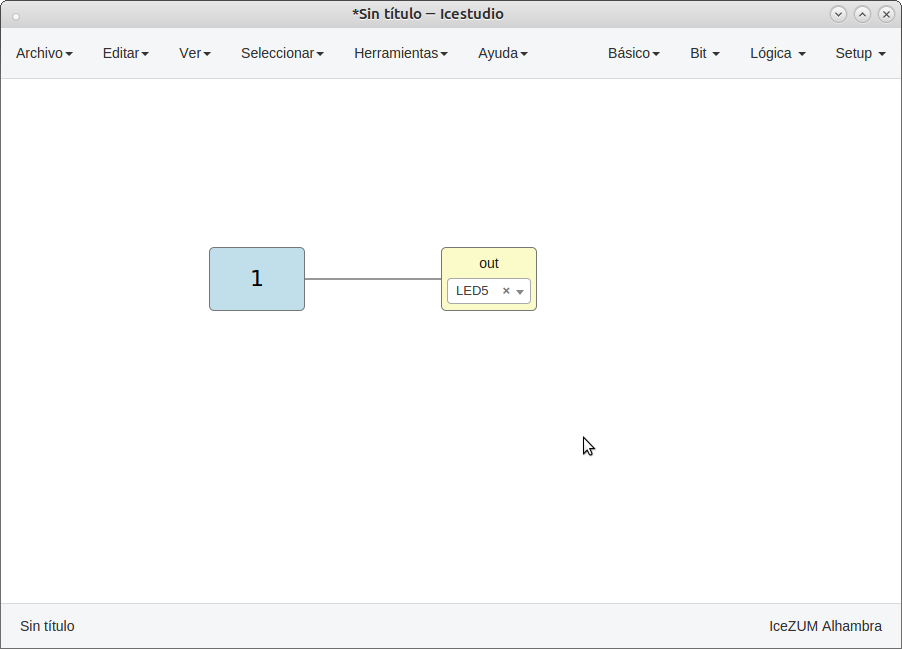 *Sin título — Icestudio
Archivo Editar Ver Seleccionar Herramientas Ayuda Básico Bit Lógica Setup
1
out
LED5
Sin título
IceZUM Alhambra